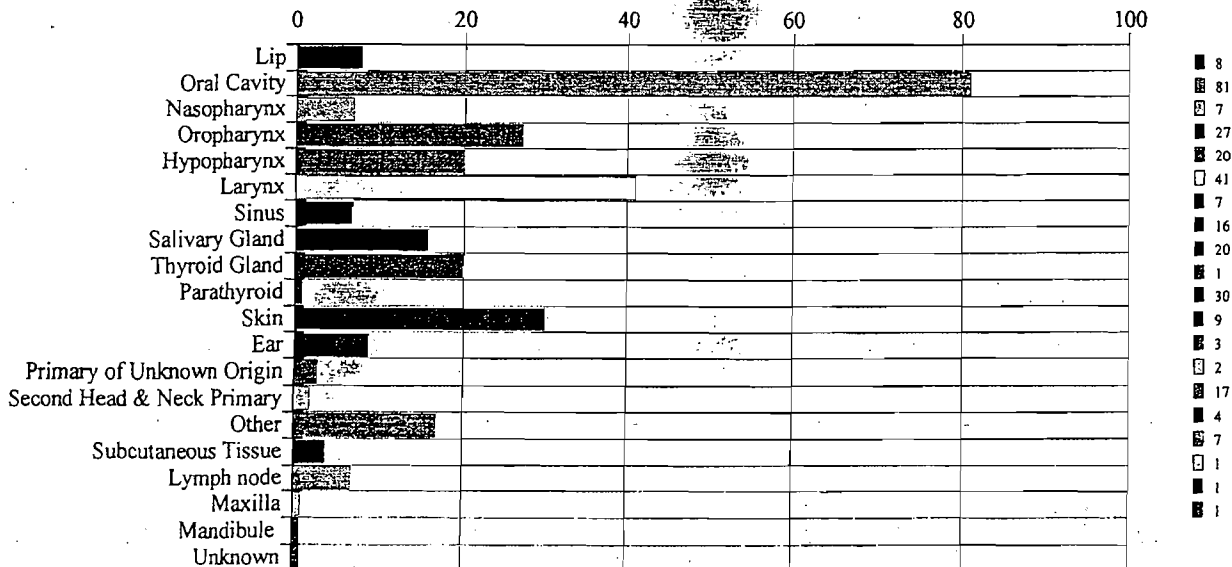 0 20 40 60 80 100
Lip
Oral Cavity
Nasopharynx
Oropharynx
Hypopharynx
Larynx
Sinus
Salivary Gland
Thyroid Gland
Parathyroid
Skin
Ear
Primary of Unknown Origin
Second Head & Neck Primary
Other
Subcutaneous Tissue
Lymph node
Maxilla
Mandibule
Unknown
8
81
7
27
20
41
7
16
20
1
30
9
3
2
17
4
7
1
1
1